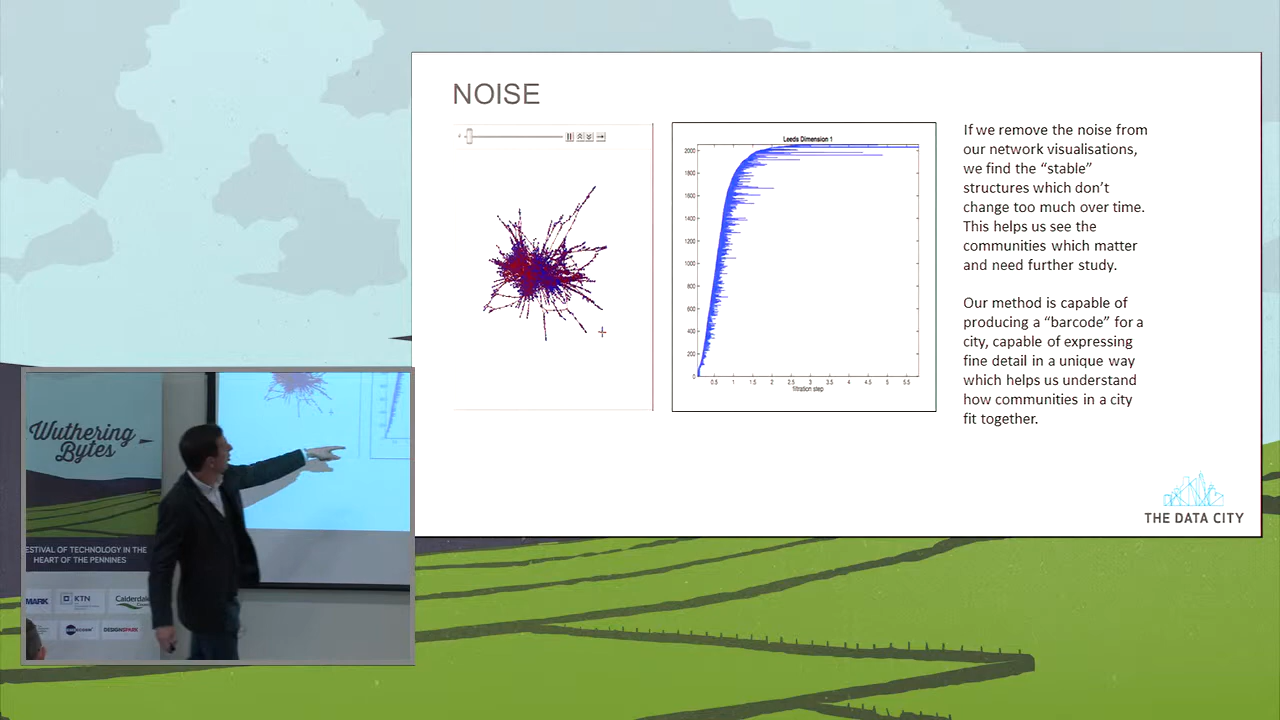 NOISE
Leeds Dimension 1
2000
1800
1600
1400
1200
1000
800
600
400
200
0
0.5 1 1.5 2 2.5 3 3.5 4 4.5 5 5.5
filtration step
If we remove the noise from
our network visualisations,
we find the “stable”
structures which don’t
change too much over time.
This helps us see the
communities which matter
and need further study.
Our method is capable of
producing a “barcode” for a
city, capable of expressing
fine detail in a unique way
which helps us understand
how communities in a city
fit together.
THE DATA CITY
Wuthering
Bytes
ESTIVAL OF TECHNOLOGY IN THE
HEART OF THE PENNINES
MARK KTN Calderdale
DESIGNSPARK